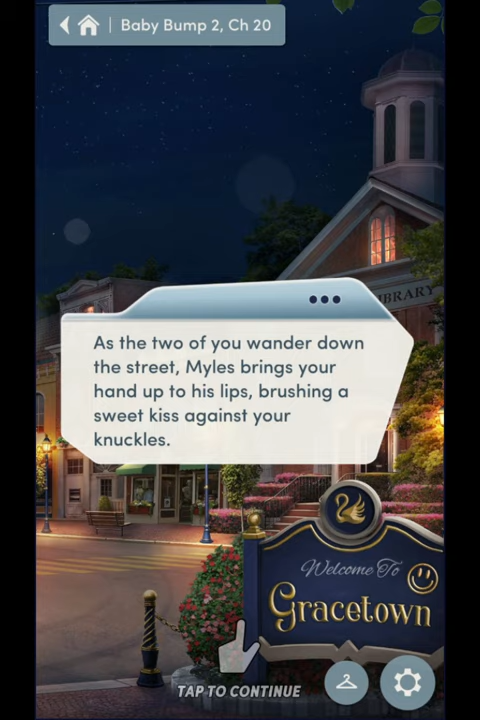 Baby Bump 2, Ch 20
IBRARY
As the two of you wander down
the street, Myles brings your
hand up to his lips, brushing a
sweet kiss against your
knuckles.
Welcome To
Gracetown
TAP TO CONTINUE